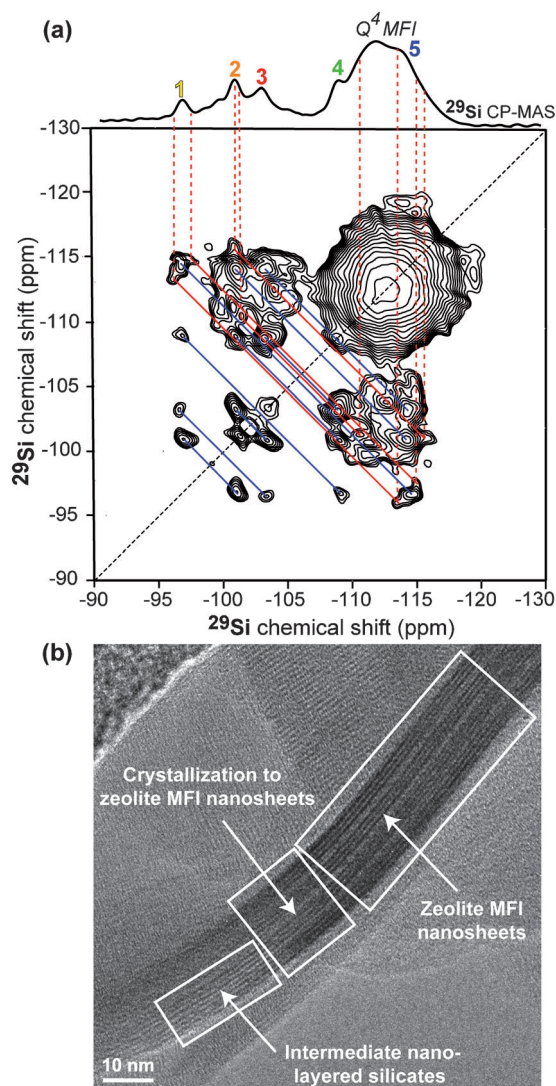 (a)
Q⁴ MFI
1 2 3 4 5
²⁹Si CP-MAS
-130
-120
-115
-110
-105
-100
-95
-90
²⁹Si chemical shift (ppm)
-90 -95 -100 -105 -110 -115 -120 -130
²⁹Si chemical shift (ppm)
(b)
Crystallization to
zeolite MFI nanosheets
Zeolite MFI
nanosheets
Intermediate nano-
layered silicates
10 nm